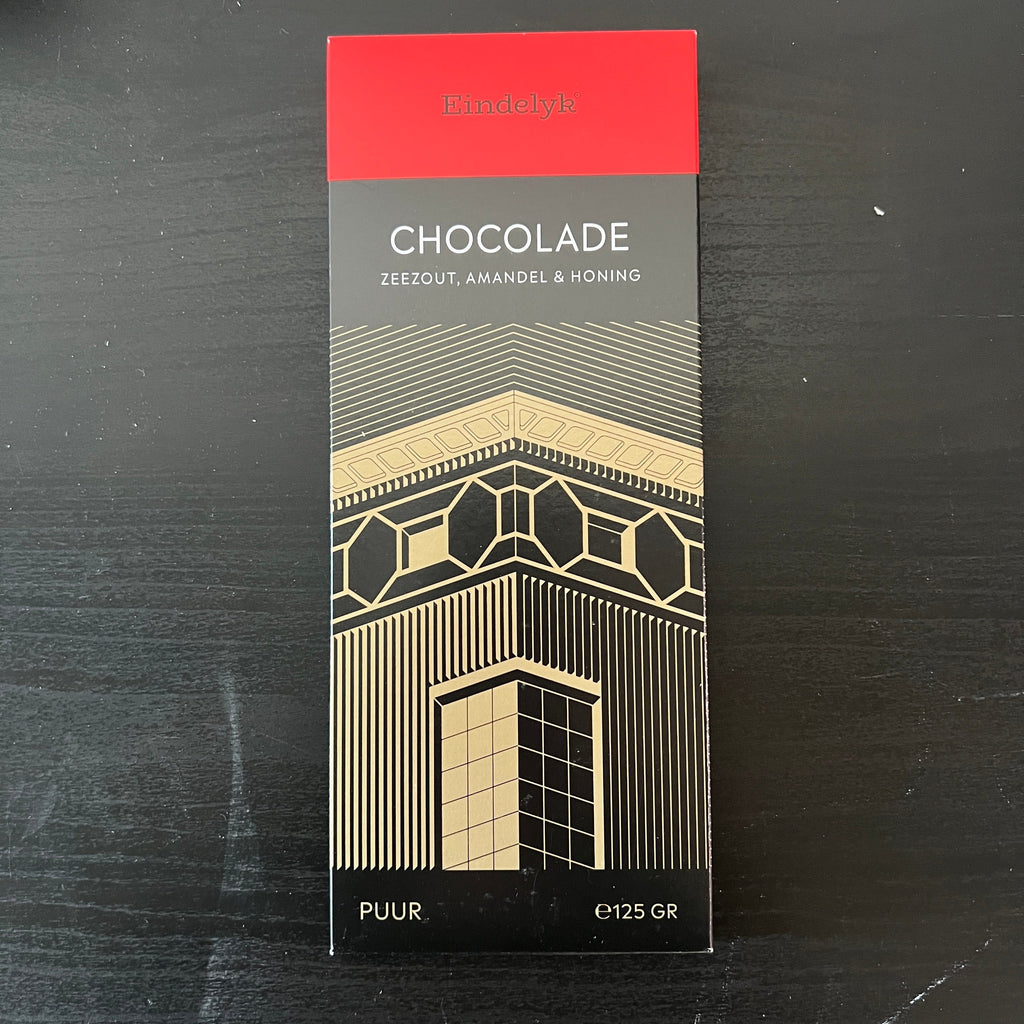 Eindelyk®
CHOCOLADE
ZEEZOUT, AMANDEL & HONING
PUUR
℮125 GR